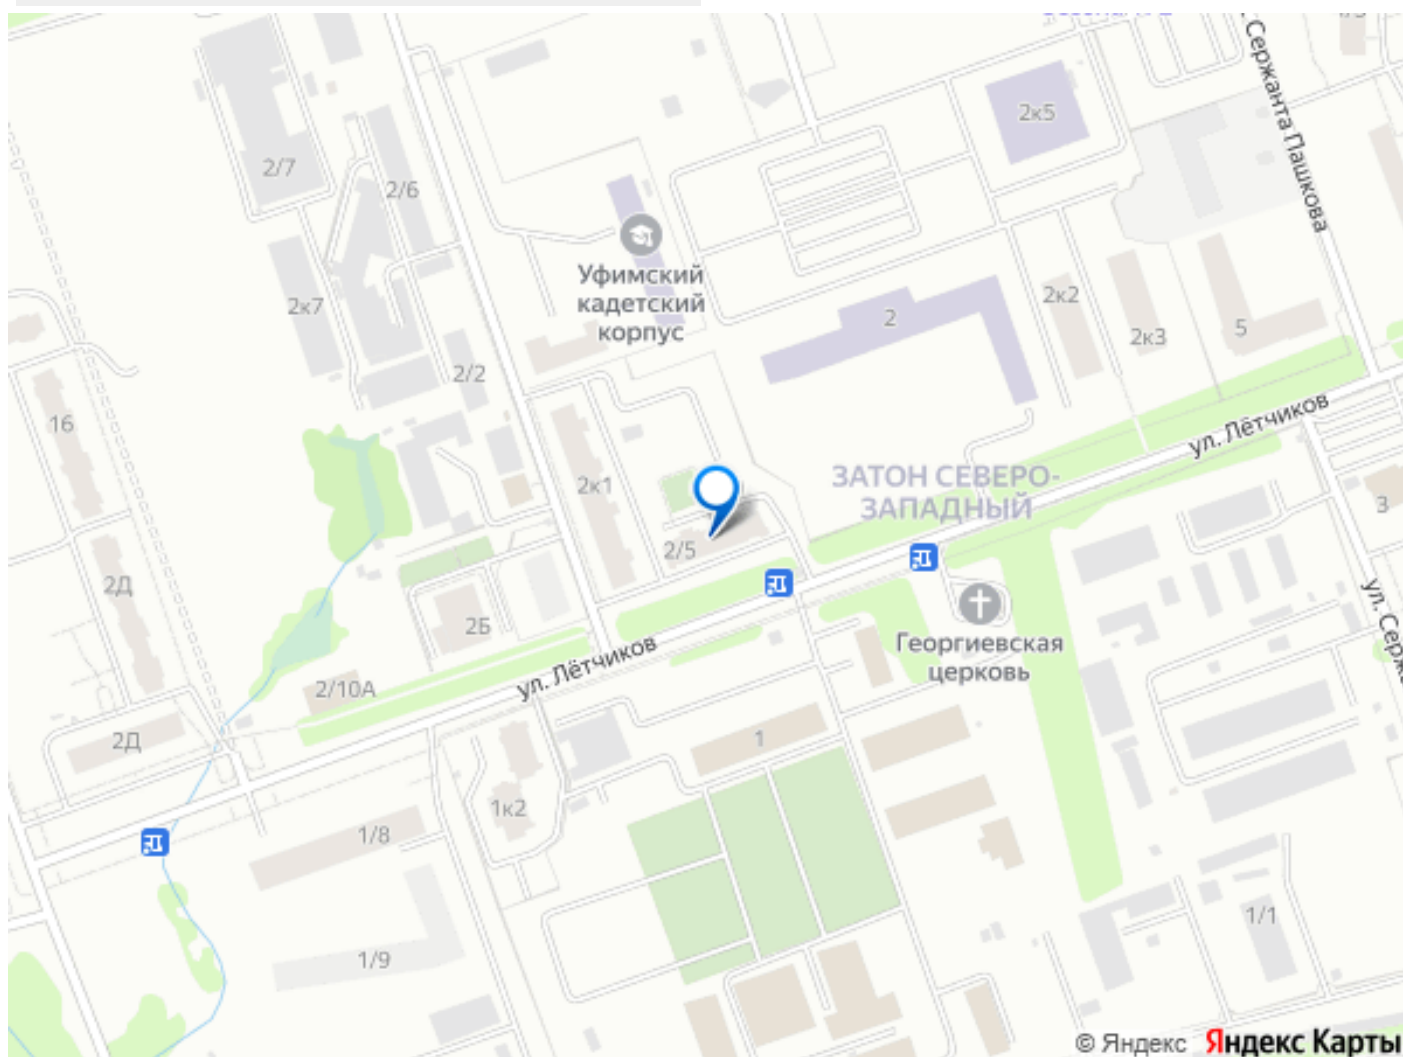 Сержанта Пашкова
2к5
2/7
2/6
Уфимский
кадетский
корпус
2к7
2к2
2
2к3
5
2/2
16
ул. Лётчиков
2к1
ЗАТОН СЕВЕРО-
ЗАПАДНЫЙ
3
2/5
2Д
2Б
Георгиевская
церковь
ул. Серж
ул. Лётчиков
2/10А
2Д
1
1к2
1/8
1/1
1/9
© Яндекс Яндекс Карты